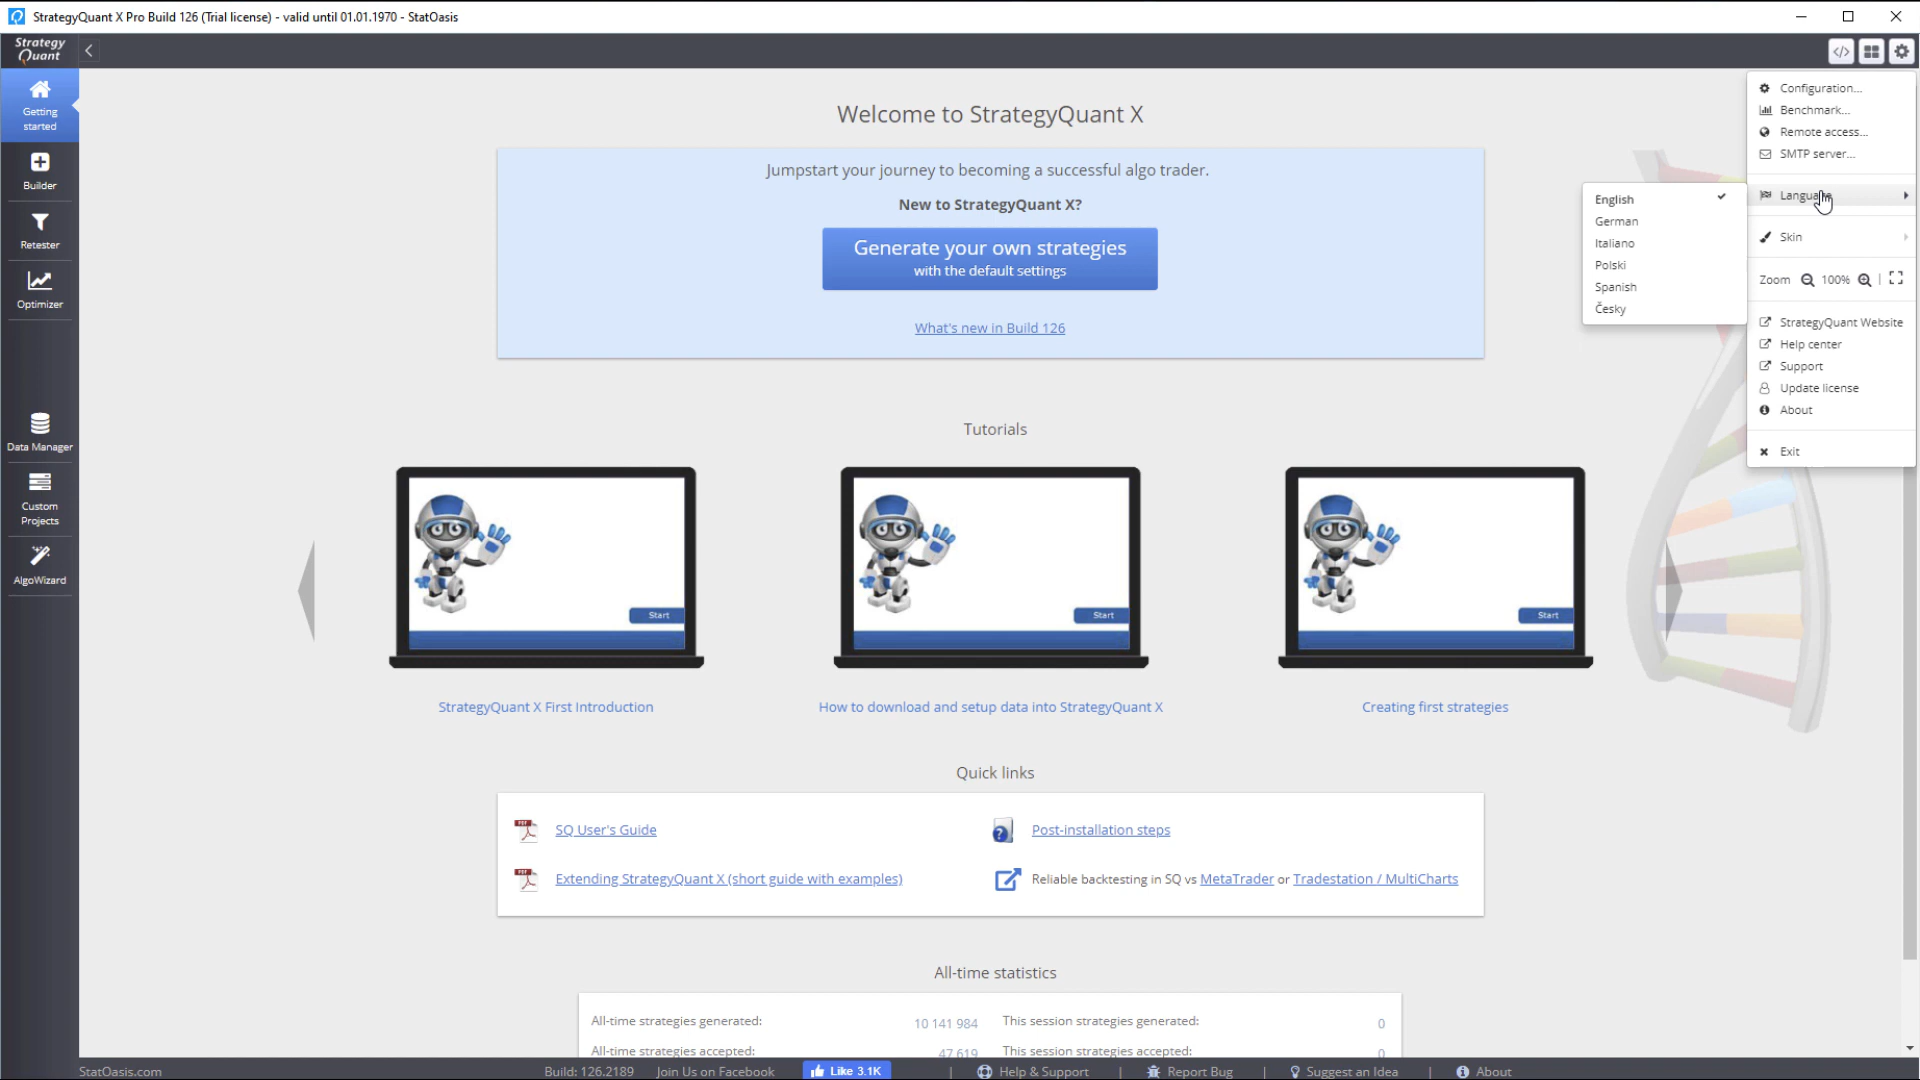 StrategyQuant X Pro Build 126 (Trial license) - valid until 01.01.1970 - StatOasis
Strategy
Quant
Getting
started
Builder
Retester
Optimizer
Data Manager
Custom
Projects
AlgoWizard
Welcome to StrategyQuant X
Jumpstart your journey to becoming a successful algo trader.
New to StrategyQuant X?
Generate your own strategies
with the default settings
What's new in Build 126
Configuration...
Benchmark...
Remote access...
SMTP server...
Language
Skin
Zoom 100%
StrategyQuant Website
Help center
Support
Update license
About
Exit
English
German
Italiano
Polski
Spanish
Česky
Tutorials
Start
Start
Start
StrategyQuant X First Introduction
How to download and setup data into StrategyQuant X
Creating first strategies
Quick links
PDF SQ User's Guide
Post-installation steps
PDF Extending StrategyQuant X (short guide with examples)
Reliable backtesting in SQ vs MetaTrader or Tradestation / MultiCharts
All-time statistics
All-time strategies generated: 10 141 984
This session strategies generated: 0
All-time strategies accepted: 47 619
This session strategies accepted: 0
StatOasis.com
Build: 126.2189
Join Us on Facebook
Like 3.1K
Help & Support
Report Bug
Suggest an Idea
About